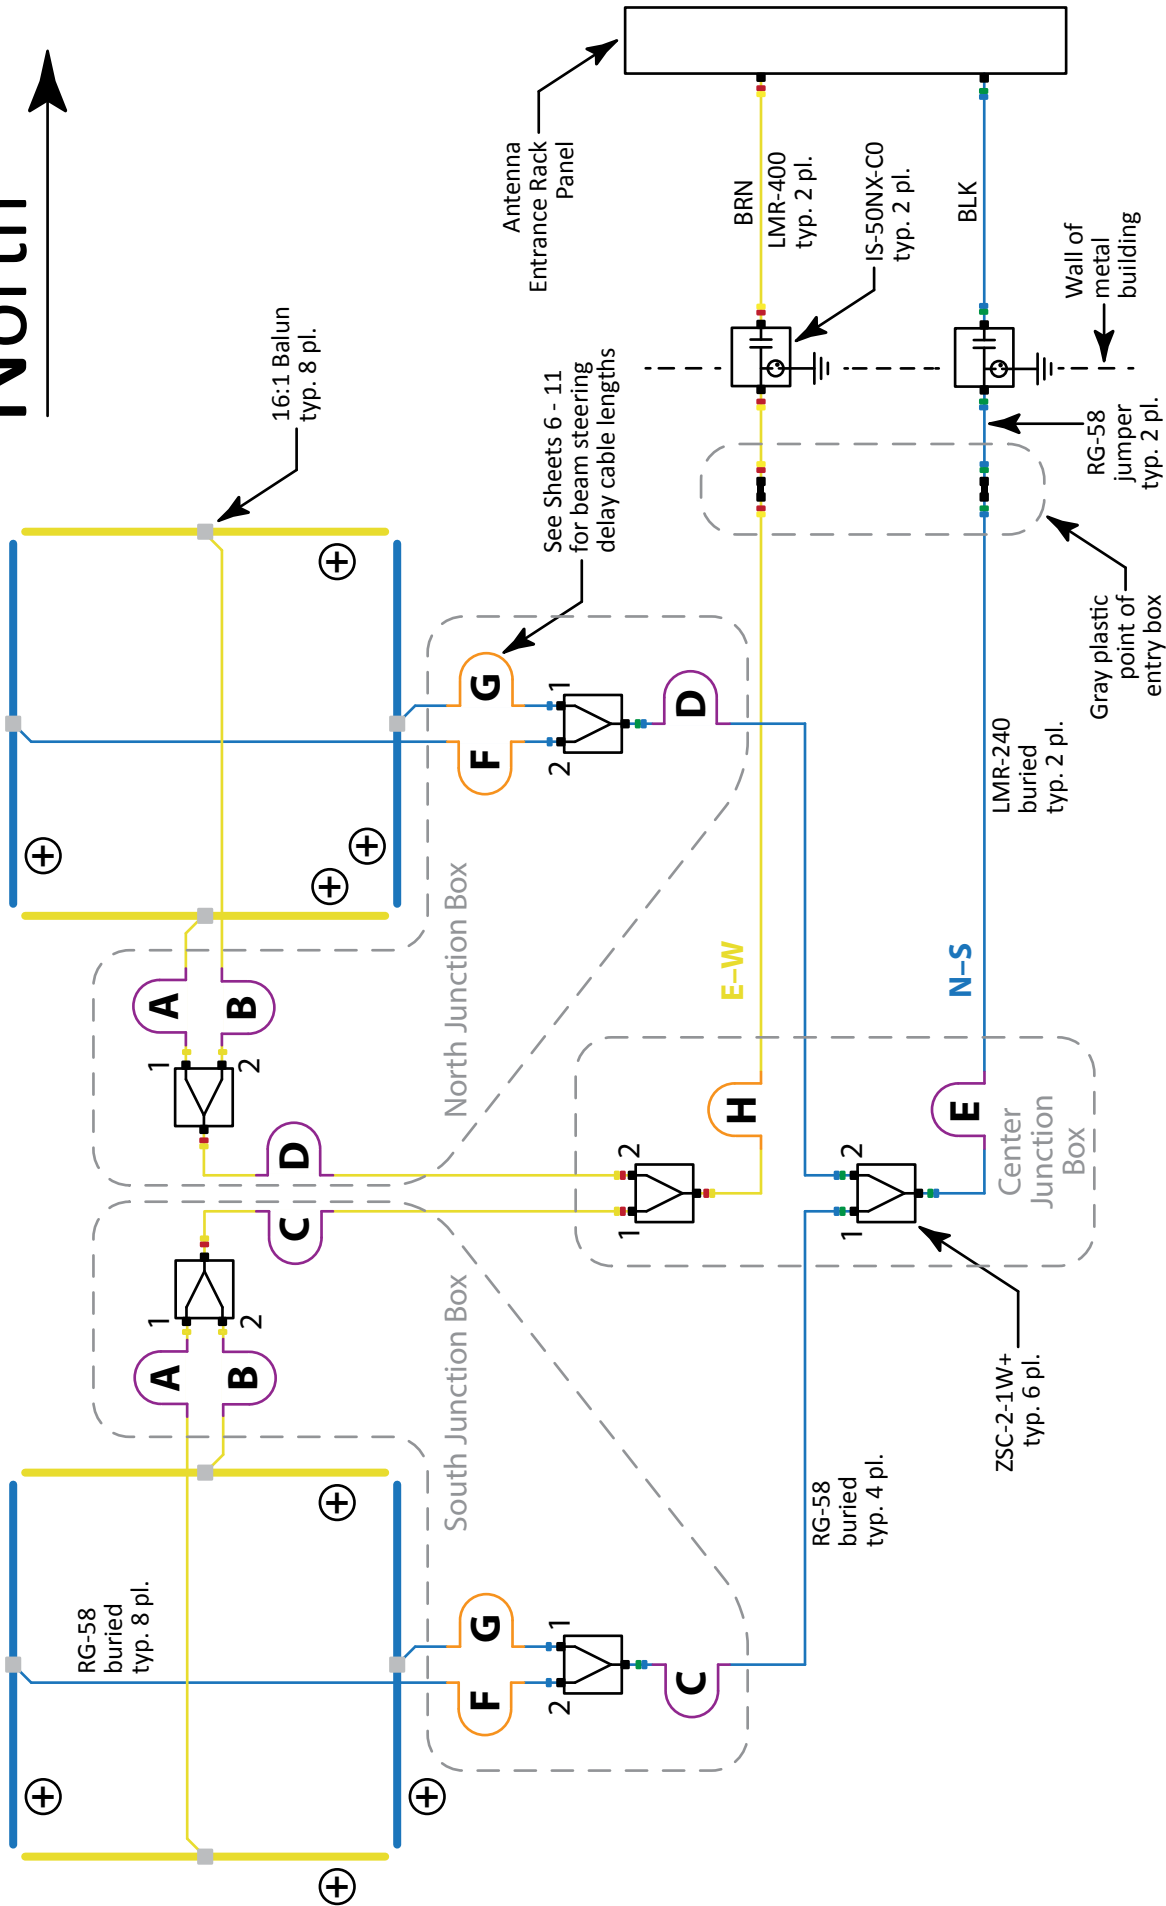 North
16:1 Balun
typ. 8 pl.
Antenna
Entrance Rack
Panel
BRN
LMR-400
typ. 2 pl.
IS-50NX-C0
typ. 2 pl.
BLK
Wall of
metal
building
See Sheets 6 - 11
for beam steering
delay cable lengths
RG-58
jumper
typ. 2 pl.
Gray plastic
point of
entry box
LMR-240
buried
typ. 2 pl.
G
F
1
2
D
North Junction Box
A
B
1
2
D
E–W
N–S
H
E
Center
Junction
Box
1
2
1
2
C
1
2
A
B
South Junction Box
ZSC-2-1W+
typ. 6 pl.
RG-58
buried
typ. 4 pl.
RG-58
buried
typ. 8 pl.
G
F
1
2
C